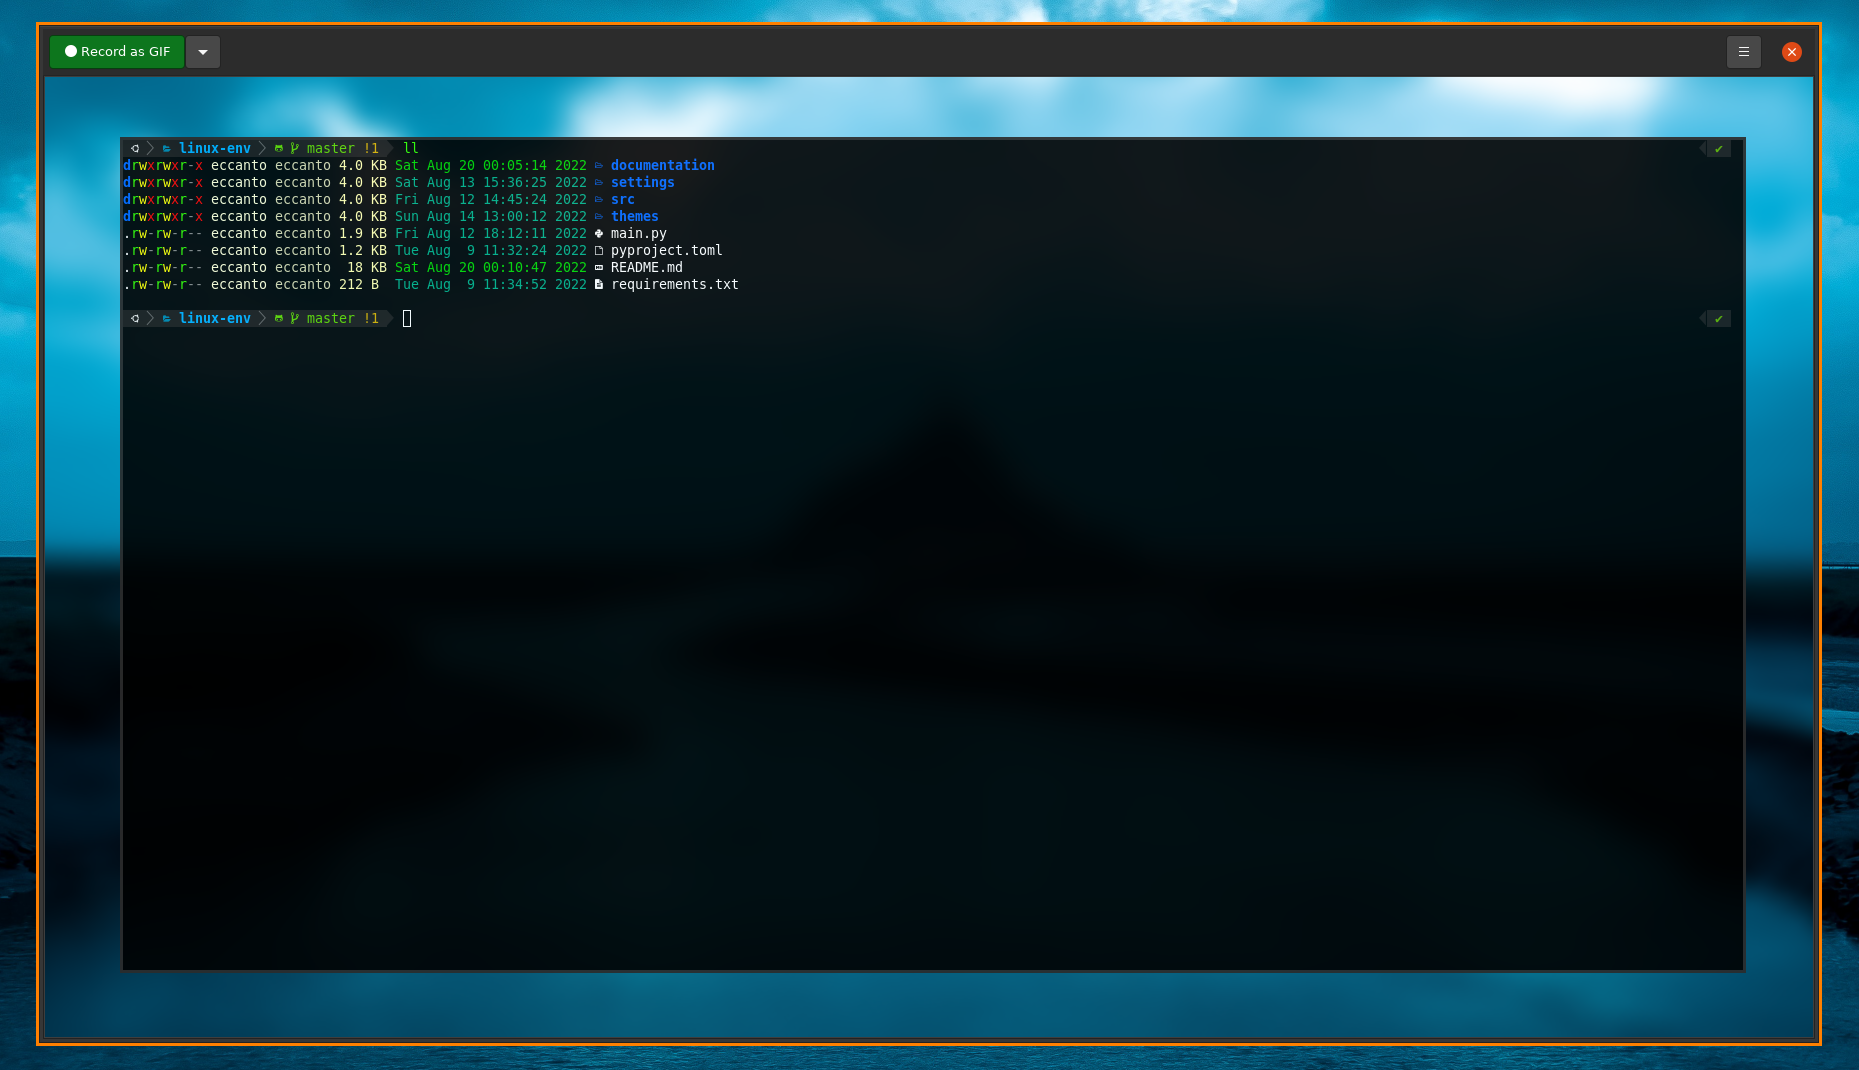 Record as GIF
linux-env master !1 ll ✔
drwxrwxr-x eccanto eccanto 4.0 KB Sat Aug 20 00:05:14 2022 documentation
drwxrwxr-x eccanto eccanto 4.0 KB Sat Aug 13 15:36:25 2022 settings
drwxrwxr-x eccanto eccanto 4.0 KB Fri Aug 12 14:45:24 2022 src
drwxrwxr-x eccanto eccanto 4.0 KB Sun Aug 14 13:00:12 2022 themes
.rw-rw-r-- eccanto eccanto 1.9 KB Fri Aug 12 18:12:11 2022 main.py
.rw-rw-r-- eccanto eccanto 1.2 KB Tue Aug  9 11:32:24 2022 pyproject.toml
.rw-rw-r-- eccanto eccanto  18 KB Sat Aug 20 00:10:47 2022 README.md
.rw-rw-r-- eccanto eccanto 212 B  Tue Aug  9 11:34:52 2022 requirements.txt
linux-env master !1 ✔